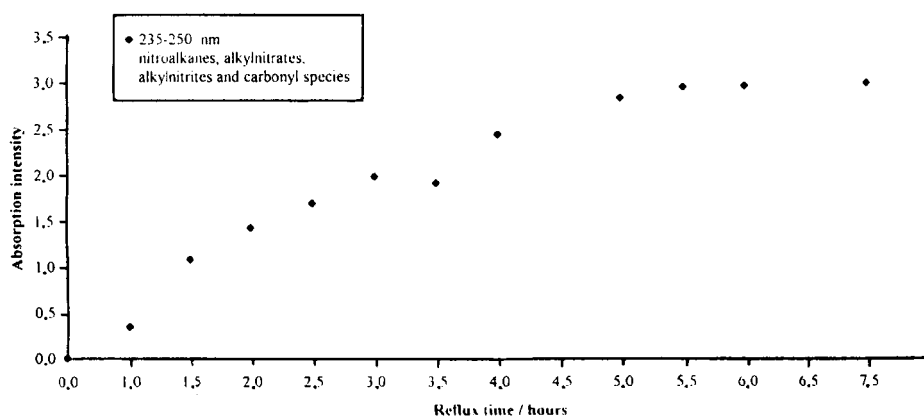 235-250 nm
nitroalkanes, alkylnitrates,
alkylnitrites and carbonyl species
3,5
3,0
2,5
2,0
1,5
1,0
0,5
0,0
Absorption intensity
0,0 1,0 1,5 2,0 2,5 3,0 3,5 4,0 4,5 5,0 5,5 6,0 6,5 7,5
Reflux time / hours